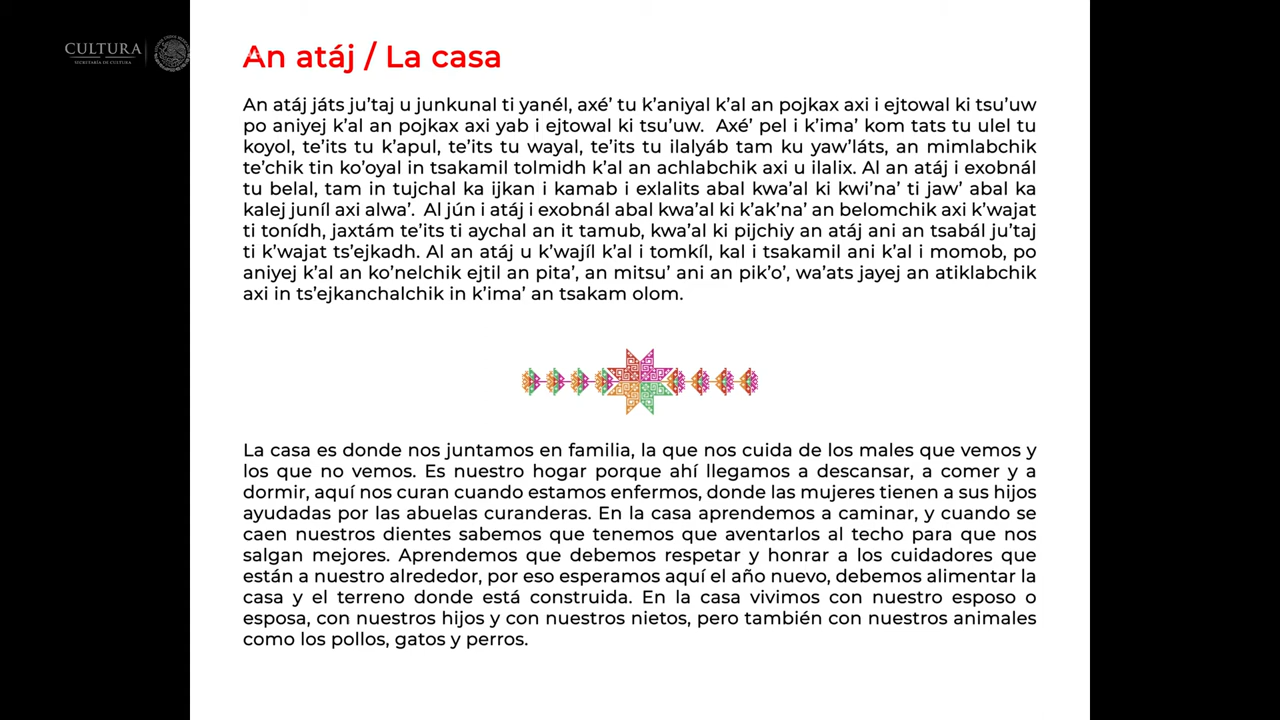 CULTURA
SECRETARÍA DE CULTURA
An atáj / La casa
An atáj játs ju’taj u junkunal ti yanél, axé’ tu k’aniyal k’al an pojkax axi i ejtowal ki tsu’uw
po aniyej k’al an pojkax axi yab i ejtowal ki tsu’uw. Axé’ pel i k’ima’ kom tats tu ulel tu
koyol, te’its tu k’apul, te’its tu wayal, te’its tu ilalyáb tam ku yaw’láts, an mimlabchik
te’chik tin ko’oyal in tsakamil tolmidh k’al an achlabchik axi u ilalix. Al an atáj i exobnál
tu belal, tam in tujchal ka ijkan i kamab i exlalits abal kwa’al ki kwi’na’ ti jaw’ abal ka
kalej juníl axi alwa’. Al jún i atáj i exobnál abal kwa’al ki k’ak’na’ an belomchik axi k’wajat
ti tonídh, jaxtám te’its ti aychal an it tamub, kwa’al ki pijchiy an atáj ani an tsabál ju’taj
ti k’wajat ts’ejkadh. Al an atáj u k’wajíl k’al i tomkíl, kal i tsakamil ani k’al i momob, po
aniyej k’al an ko’nelchik ejtil an pita’, an mitsu’ ani an pik’o’, wa’ats jayej an atiklabchik
axi in ts’ejkanchalchik in k’ima’ an tsakam olom.
La casa es donde nos juntamos en familia, la que nos cuida de los males que vemos y
los que no vemos. Es nuestro hogar porque ahí llegamos a descansar, a comer y a
dormir, aquí nos curan cuando estamos enfermos, donde las mujeres tienen a sus hijos
ayudadas por las abuelas curanderas. En la casa aprendemos a caminar, y cuando se
caen nuestros dientes sabemos que tenemos que aventarlos al techo para que nos
salgan mejores. Aprendemos que debemos respetar y honrar a los cuidadores que
están a nuestro alrededor, por eso esperamos aquí el año nuevo, debemos alimentar la
casa y el terreno donde está construida. En la casa vivimos con nuestro esposo o
esposa, con nuestros hijos y con nuestros nietos, pero también con nuestros animales
como los pollos, gatos y perros.